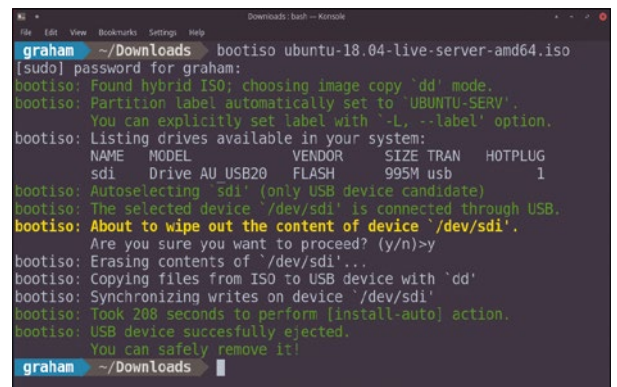 Downloads : bash — Konsole
File Edit View Bookmarks Settings Help
graham ~/Downloads bootiso ubuntu-18.04-live-server-amd64.iso
[sudo] password for graham:
bootiso: Found hybrid ISO; choosing image copy `dd' mode.
bootiso: Partition label automatically set to `UBUNTU-SERV'.
You can explicitly set label with `-L, --label' option.
bootiso: Listing drives available in your system:
NAME MODEL VENDOR SIZE TRAN HOTPLUG
sdi Drive AU_USB20 FLASH 995M usb 1
bootiso: Autoselecting `sdi' (only USB device candidate)
bootiso: The selected device `/dev/sdi' is connected through USB.
bootiso: About to wipe out the content of device `/dev/sdi'.
Are you sure you want to proceed? (y/n)>y
bootiso: Erasing contents of `/dev/sdi'...
bootiso: Copying files from ISO to USB device with `dd'
bootiso: Synchronizing writes on device `/dev/sdi'
bootiso: Took 208 seconds to perform [install-auto] action.
bootiso: USB device succesfully ejected.
You can safely remove it!
graham ~/Downloads